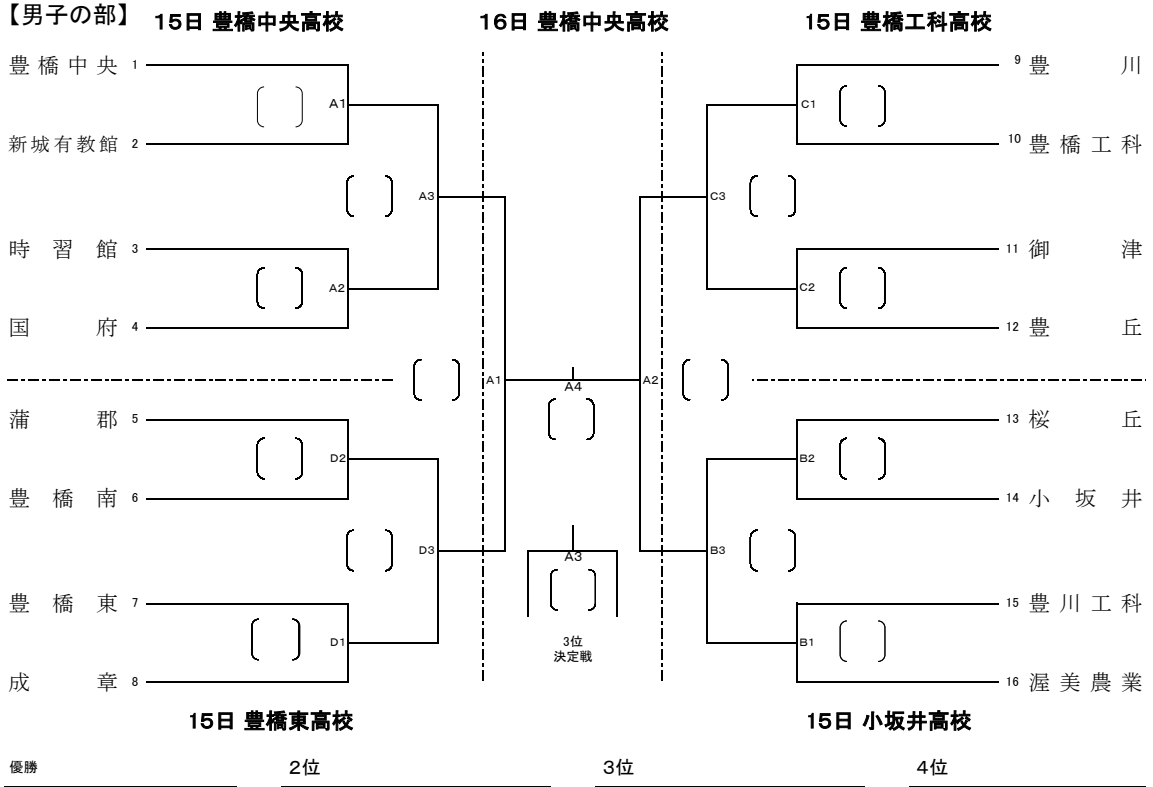 【男子の部】 15日 豊橋中央高校 16日 豊橋中央高校 15日 豊橋工科高校
豊橋中央 1 9 豊川
A1 C1
新城有教館 2 10 豊橋工科
A3 C3
時習館 3 11 御津
A2 C2
国府 4 12 豊丘
A1 A4 A2
蒲郡 5 13 桜丘
D2 B2
豊橋南 6 14 小坂井
D3 A3 B3
豊橋東 7 15 豊川工科
D1 3位 B1
決定戦
成章 8 16 渥美農業
15日 豊橋東高校 15日 小坂井高校
優勝 2位 3位 4位